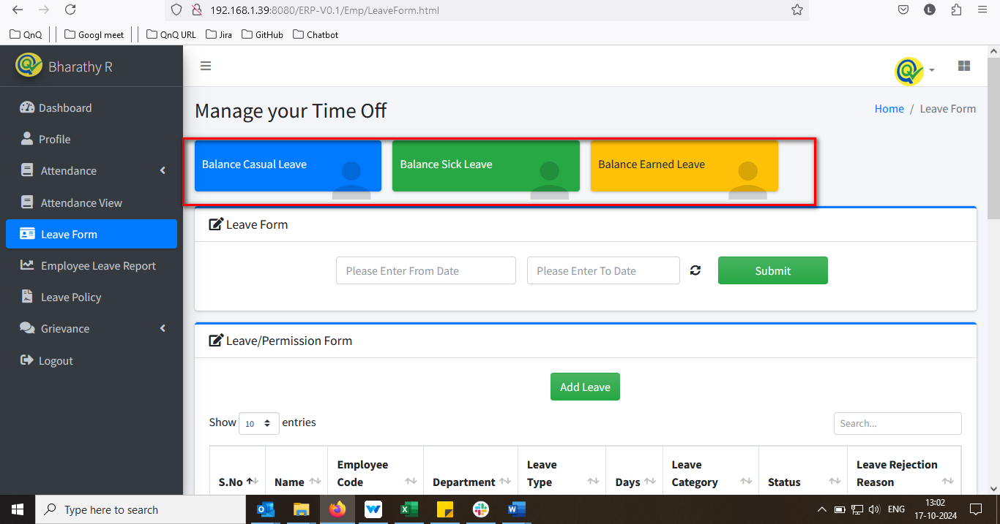 192.168.1.39:8080/ERP-V0.1/Emp/LeaveForm.html
L
QnQ
Googl meet
QnQ URL
Jira
GitHub
Chatbot
Bharathy R
Dashboard
Profile
Attendance
Attendance View
Leave Form
Employee Leave Report
Leave Policy
Grievance
Logout
Manage your Time Off
Home / Leave Form
Balance Casual Leave
Balance Sick Leave
Balance Earned Leave
Leave Form
Please Enter From Date
Please Enter To Date
Submit
Leave/Permission Form
Add Leave
Show 10 entries
Search...
S.No
Name
Employee
Code
Department
Leave
Type
Days
Leave
Category
Status
Leave Rejection
Reason
Type here to search
ENG
13:02
17-10-2024